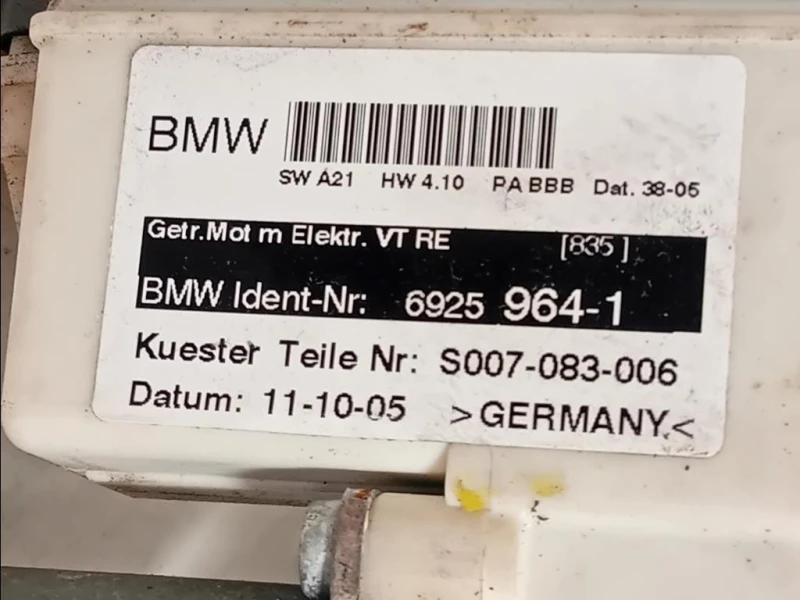 BMW
SW A21 HW 4.10 PA BBB Dat. 38-05
Getr.Mot m Elektr. VT RE [835]
BMW Ident-Nr: 6925 964-1
Kuester Teile Nr: S007-083-006
Datum: 11-10-05 >GERMANY<